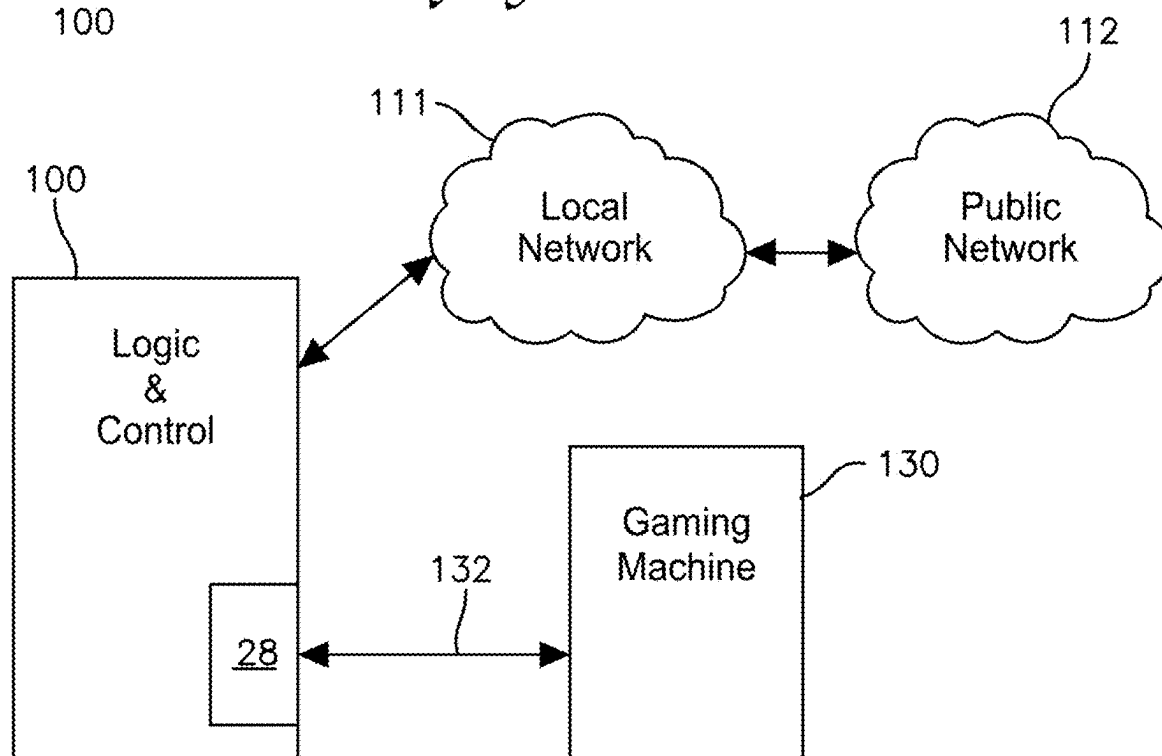 100
112
111
100
Local
Network
Public
Network
Logic
&
Control
130
Gaming
Machine
132
28